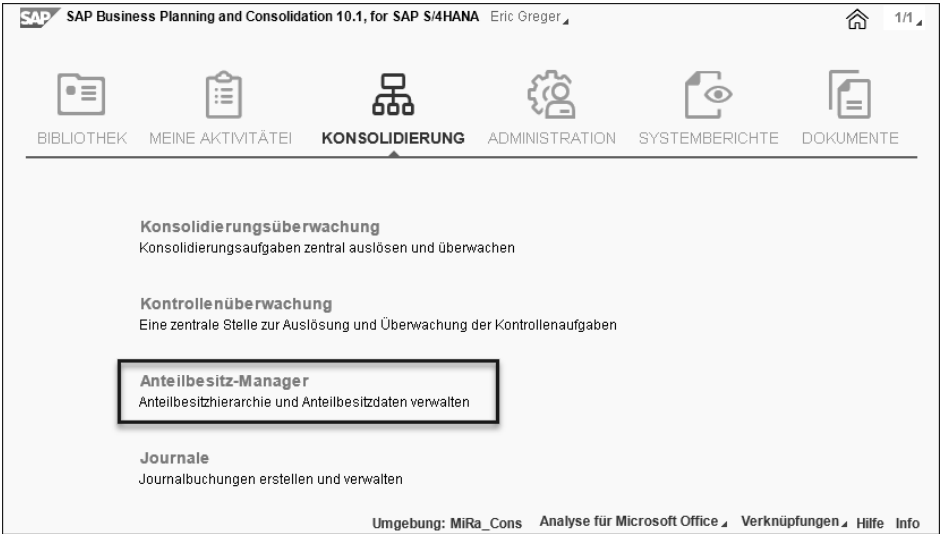 SAP SAP Business Planning and Consolidation 10.1, for SAP S/4HANA Eric Greger 1/1
BIBLIOTHEK MEINE AKTIVITÄTEI KONSOLIDIERUNG ADMINISTRATION SYSTEMBERICHTE DOKUMENTE
Konsolidierungsüberwachung
Konsolidierungsaufgaben zentral auslösen und überwachen
Kontrollenüberwachung
Eine zentrale Stelle zur Auslösung und Überwachung der Kontrollenaufgaben
Anteilbesitz-Manager
Anteilbesitzhierarchie und Anteilbesitzdaten verwalten
Journale
Journalbuchungen erstellen und verwalten
Umgebung: MiRa_Cons Analyse für Microsoft Office Verknüpfungen Hilfe Info